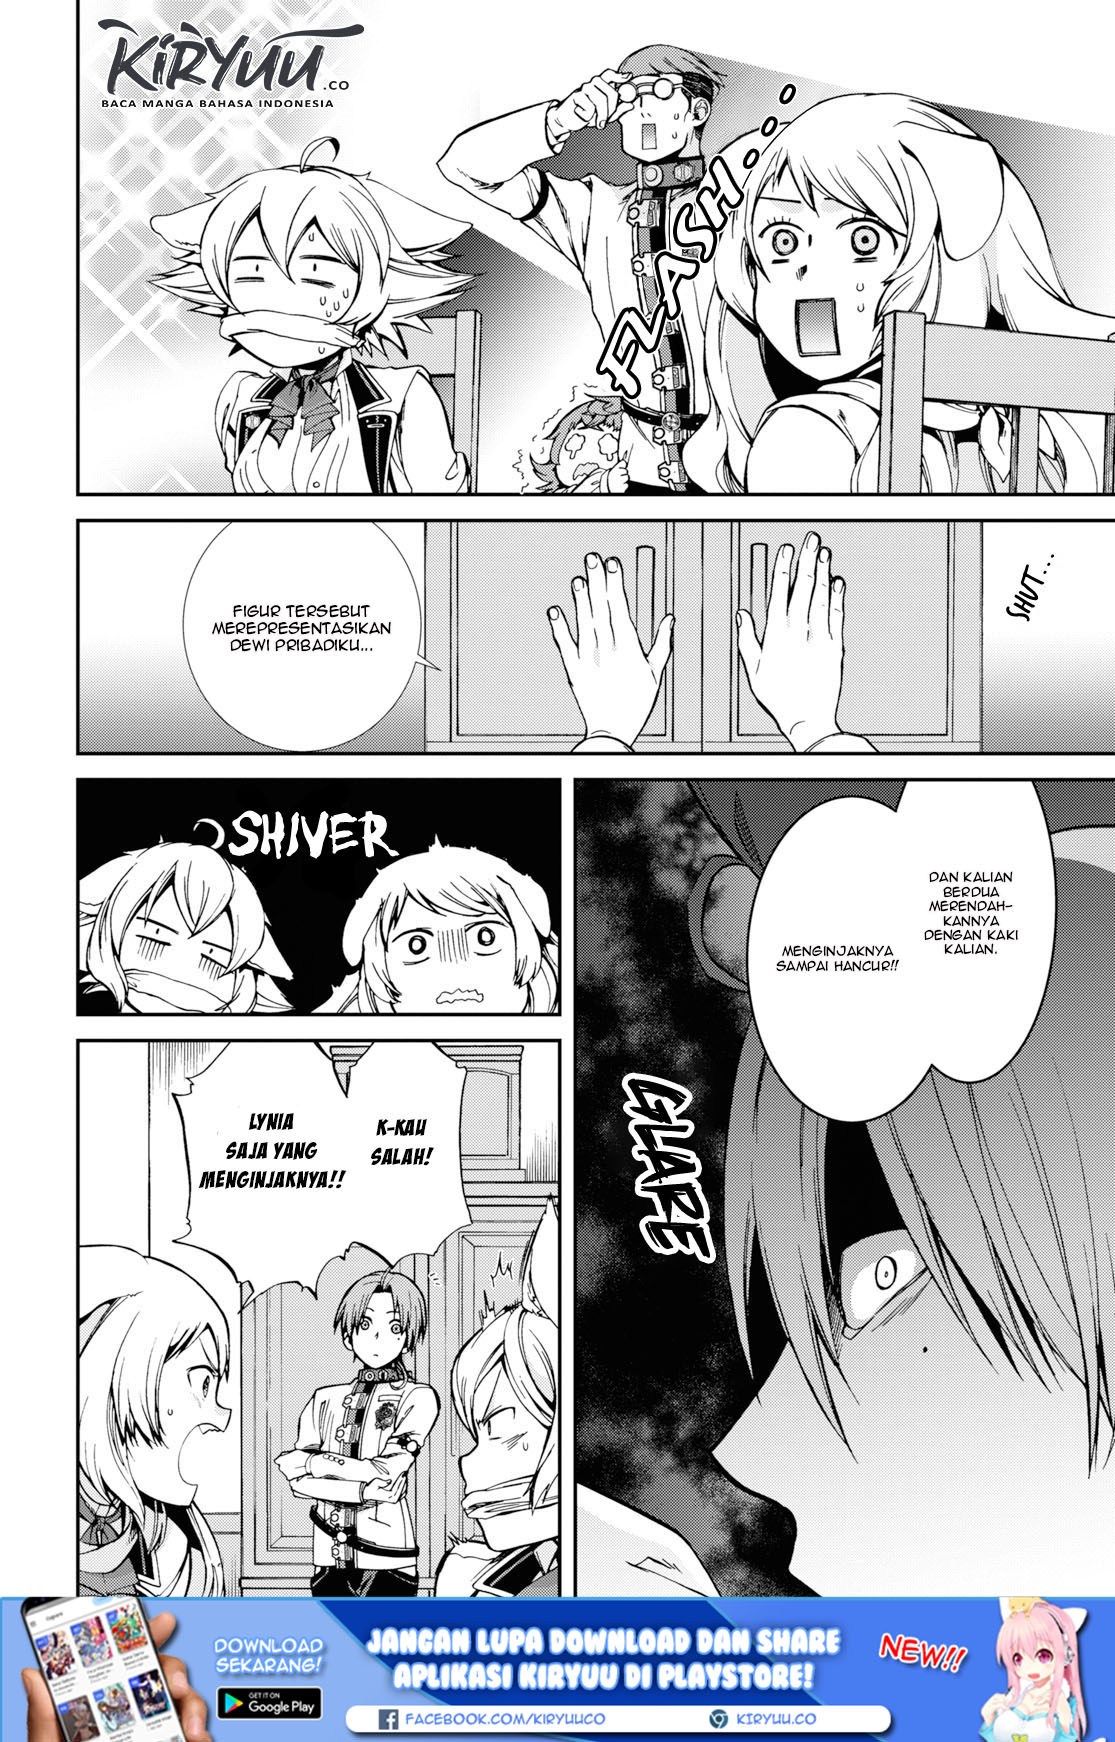 KIRYUU.CO
BACA MANGA BAHASA INDONESIA
FLASH...°°°
SHUT...
FIGUR TERSEBUT
MEREPRESENTASIKAN
DEWI PRIBADIKU...
DAN KALIAN
BERDUA
MERENDAH-
KANNYA
DENGAN KAKI
KALIAN.
MENGINJAKNYA
SAMPAI HANCUR!!
GLARE
SHIVER
K-KAU
SALAH!
LYNIA
SAJA YANG
MENGINJAKNYA!!
DOWNLOAD
SEKARANG!
GET IT ON
Google Play
JANGAN LUPA DOWNLOAD DAN SHARE
APLIKASI KIRYUU DI PLAYSTORE!
FACEBOOK.COM/KIRYUUCO
KIRYUU.CO
NEW!!